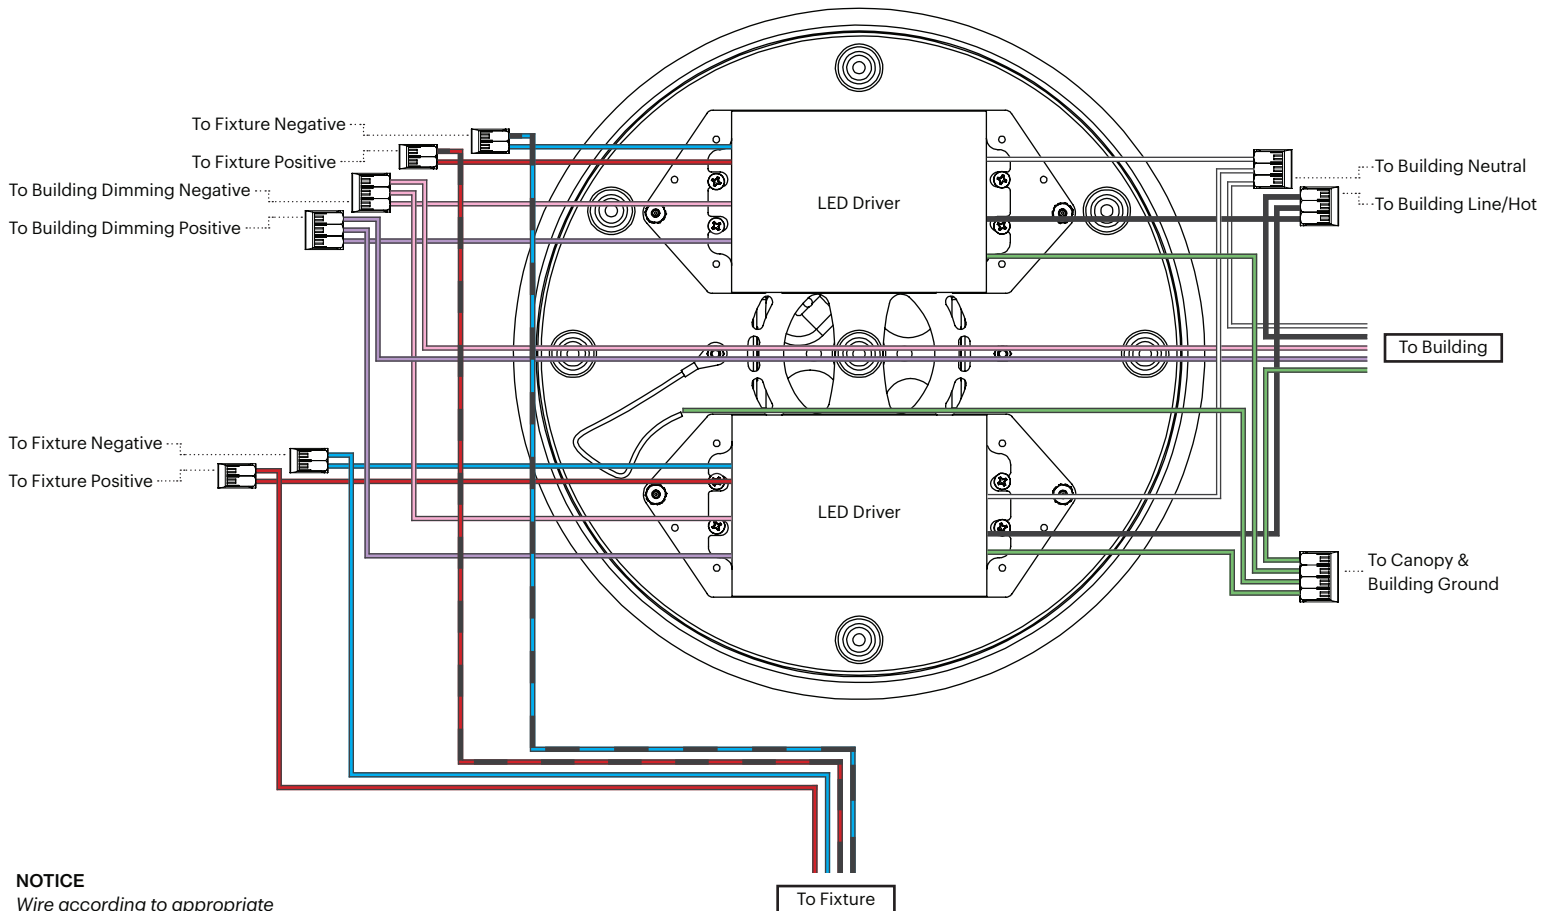 To Fixture Negative
To Fixture Positive
To Building Dimming Negative
To Building Dimming Positive
LED Driver
To Building Neutral
To Building Line/Hot
To Building
To Fixture Negative
To Fixture Positive
LED Driver
To Canopy &
Building Ground
NOTICE
Wire according to appropriate
To Fixture